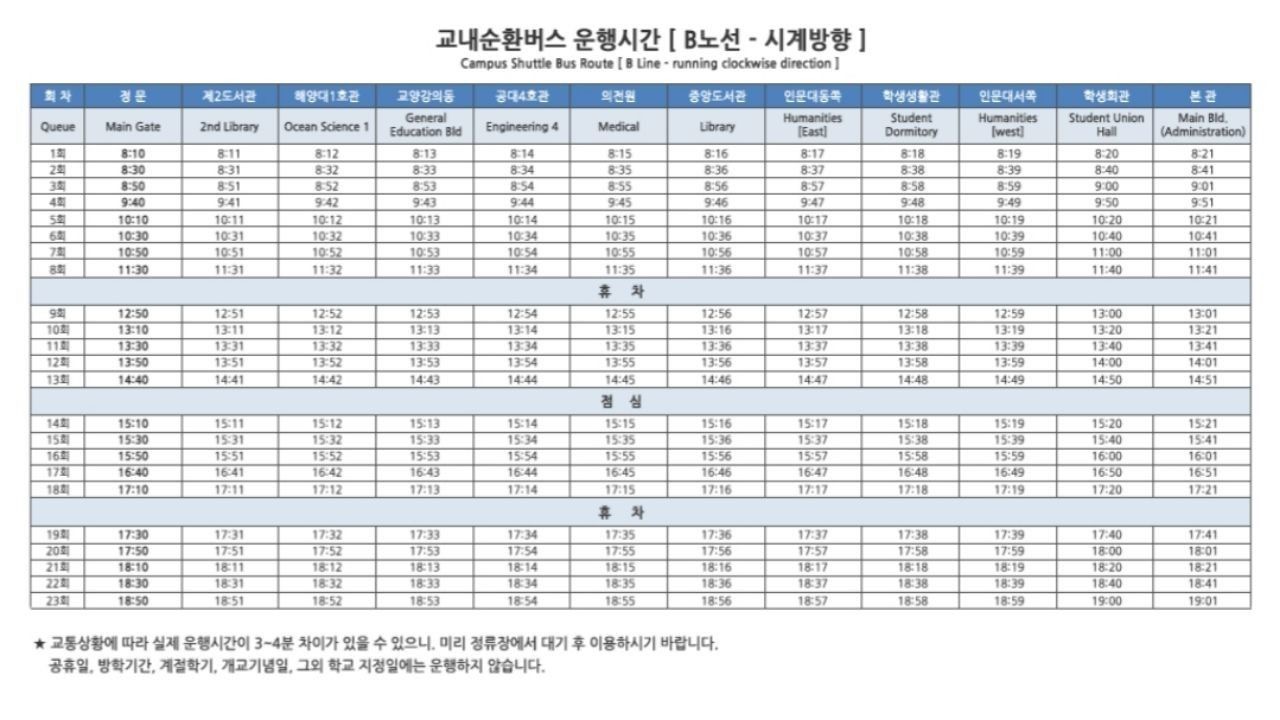 교내순환버스 운행시간 [ B노선 - 시계방향 ]
Campus Shuttle Bus Route [ B Line - running clockwise direction ]
회 차 정 문 제2도서관 해양대1호관 교양강의동 공대4호관 의전원 중앙도서관 인문대동쪽 학생생활관 인문대서쪽 학생회관 본 관
Queue Main Gate 2nd Library Ocean Science 1 General Education Bld Engineering 4 Medical Library Humanities [East] Student Dormitory Humanities [west] Student Union Hall Main Bld. (Administration)
1회 8:10 8:11 8:12 8:13 8:14 8:15 8:16 8:17 8:18 8:19 8:20 8:21
2회 8:30 8:31 8:32 8:33 8:34 8:35 8:36 8:37 8:38 8:39 8:40 8:41
3회 8:50 8:51 8:52 8:53 8:54 8:55 8:56 8:57 8:58 8:59 9:00 9:01
4회 9:40 9:41 9:42 9:43 9:44 9:45 9:46 9:47 9:48 9:49 9:50 9:51
5회 10:10 10:11 10:12 10:13 10:14 10:15 10:16 10:17 10:18 10:19 10:20 10:21
6회 10:30 10:31 10:32 10:33 10:34 10:35 10:36 10:37 10:38 10:39 10:40 10:41
7회 10:50 10:51 10:52 10:53 10:54 10:55 10:56 10:57 10:58 10:59 11:00 11:01
8회 11:30 11:31 11:32 11:33 11:34 11:35 11:36 11:37 11:38 11:39 11:40 11:41
휴 차
9회 12:50 12:51 12:52 12:53 12:54 12:55 12:56 12:57 12:58 12:59 13:00 13:01
10회 13:10 13:11 13:12 13:13 13:14 13:15 13:16 13:17 13:18 13:19 13:20 13:21
11회 13:30 13:31 13:32 13:33 13:34 13:35 13:36 13:37 13:38 13:39 13:40 13:41
12회 13:50 13:51 13:52 13:53 13:54 13:55 13:56 13:57 13:58 13:59 14:00 14:01
13회 14:40 14:41 14:42 14:43 14:44 14:45 14:46 14:47 14:48 14:49 14:50 14:51
점 심
14회 15:10 15:11 15:12 15:13 15:14 15:15 15:16 15:17 15:18 15:19 15:20 15:21
15회 15:30 15:31 15:32 15:33 15:34 15:35 15:36 15:37 15:38 15:39 15:40 15:41
16회 15:50 15:51 15:52 15:53 15:54 15:55 15:56 15:57 15:58 15:59 16:00 16:01
17회 16:40 16:41 16:42 16:43 16:44 16:45 16:46 16:47 16:48 16:49 16:50 16:51
18회 17:10 17:11 17:12 17:13 17:14 17:15 17:16 17:17 17:18 17:19 17:20 17:21
휴 차
19회 17:30 17:31 17:32 17:33 17:34 17:35 17:36 17:37 17:38 17:39 17:40 17:41
20회 17:50 17:51 17:52 17:53 17:54 17:55 17:56 17:57 17:58 17:59 18:00 18:01
21회 18:10 18:11 18:12 18:13 18:14 18:15 18:16 18:17 18:18 18:19 18:20 18:21
22회 18:30 18:31 18:32 18:33 18:34 18:35 18:36 18:37 18:38 18:39 18:40 18:41
23회 18:50 18:51 18:52 18:53 18:54 18:55 18:56 18:57 18:58 18:59 19:00 19:01
★ 교통상황에 따라 실제 운행시간이 3~4분 차이가 있을 수 있으니. 미리 정류장에서 대기 후 이용하시기 바랍니다.
공휴일, 방학기간, 계절학기, 개교기념일, 그외 학교 지정일에는 운행하지 않습니다.